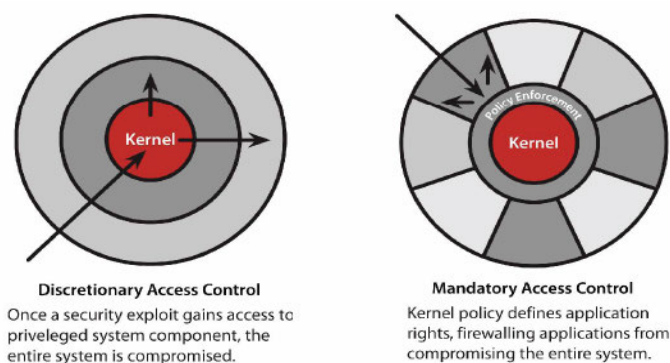 Kernel
Policy Enforcement
Kernel
Discretionary Access Control
Once a security exploit gains access to
priveleged system component, the
entire system is compromised.
Mandatory Access Control
Kernel policy defines application
rights, firewalling applications from
compromising the entire system.